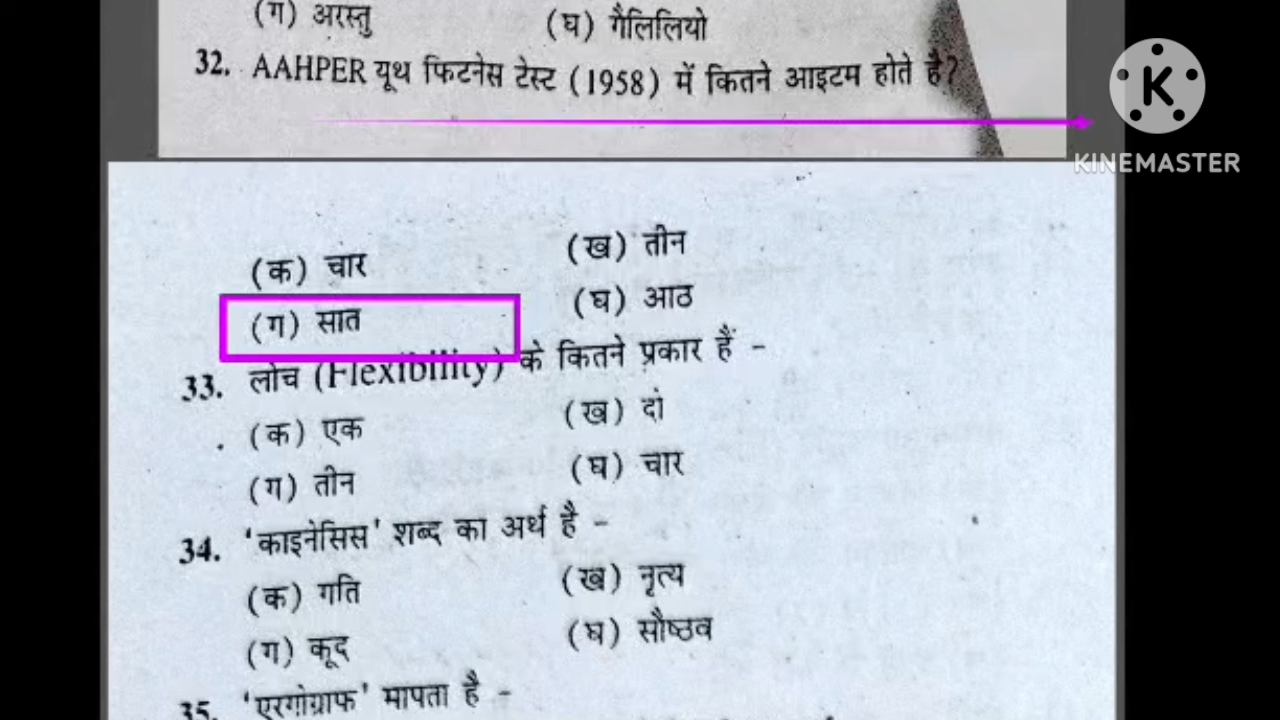 (ग) अरस्तु (घ) गैलिलियो
32. AAHPER यूथ फिटनेस टेस्ट (1958) में कितने आइटम होते है?
K
KINEMASTER
(क) चार (ख) तीन
(ग) सात (घ) आठ
33. लोच (Flexibility) के कितने प्रकार हैं -
(क) एक (ख) दो
(ग) तीन (घ) चार
34. 'काइनेसिस' शब्द का अर्थ है -
(क) गति (ख) नृत्य
(ग) कूद (घ) सौष्ठव
35. 'एरगोग्राफ' मापता है -